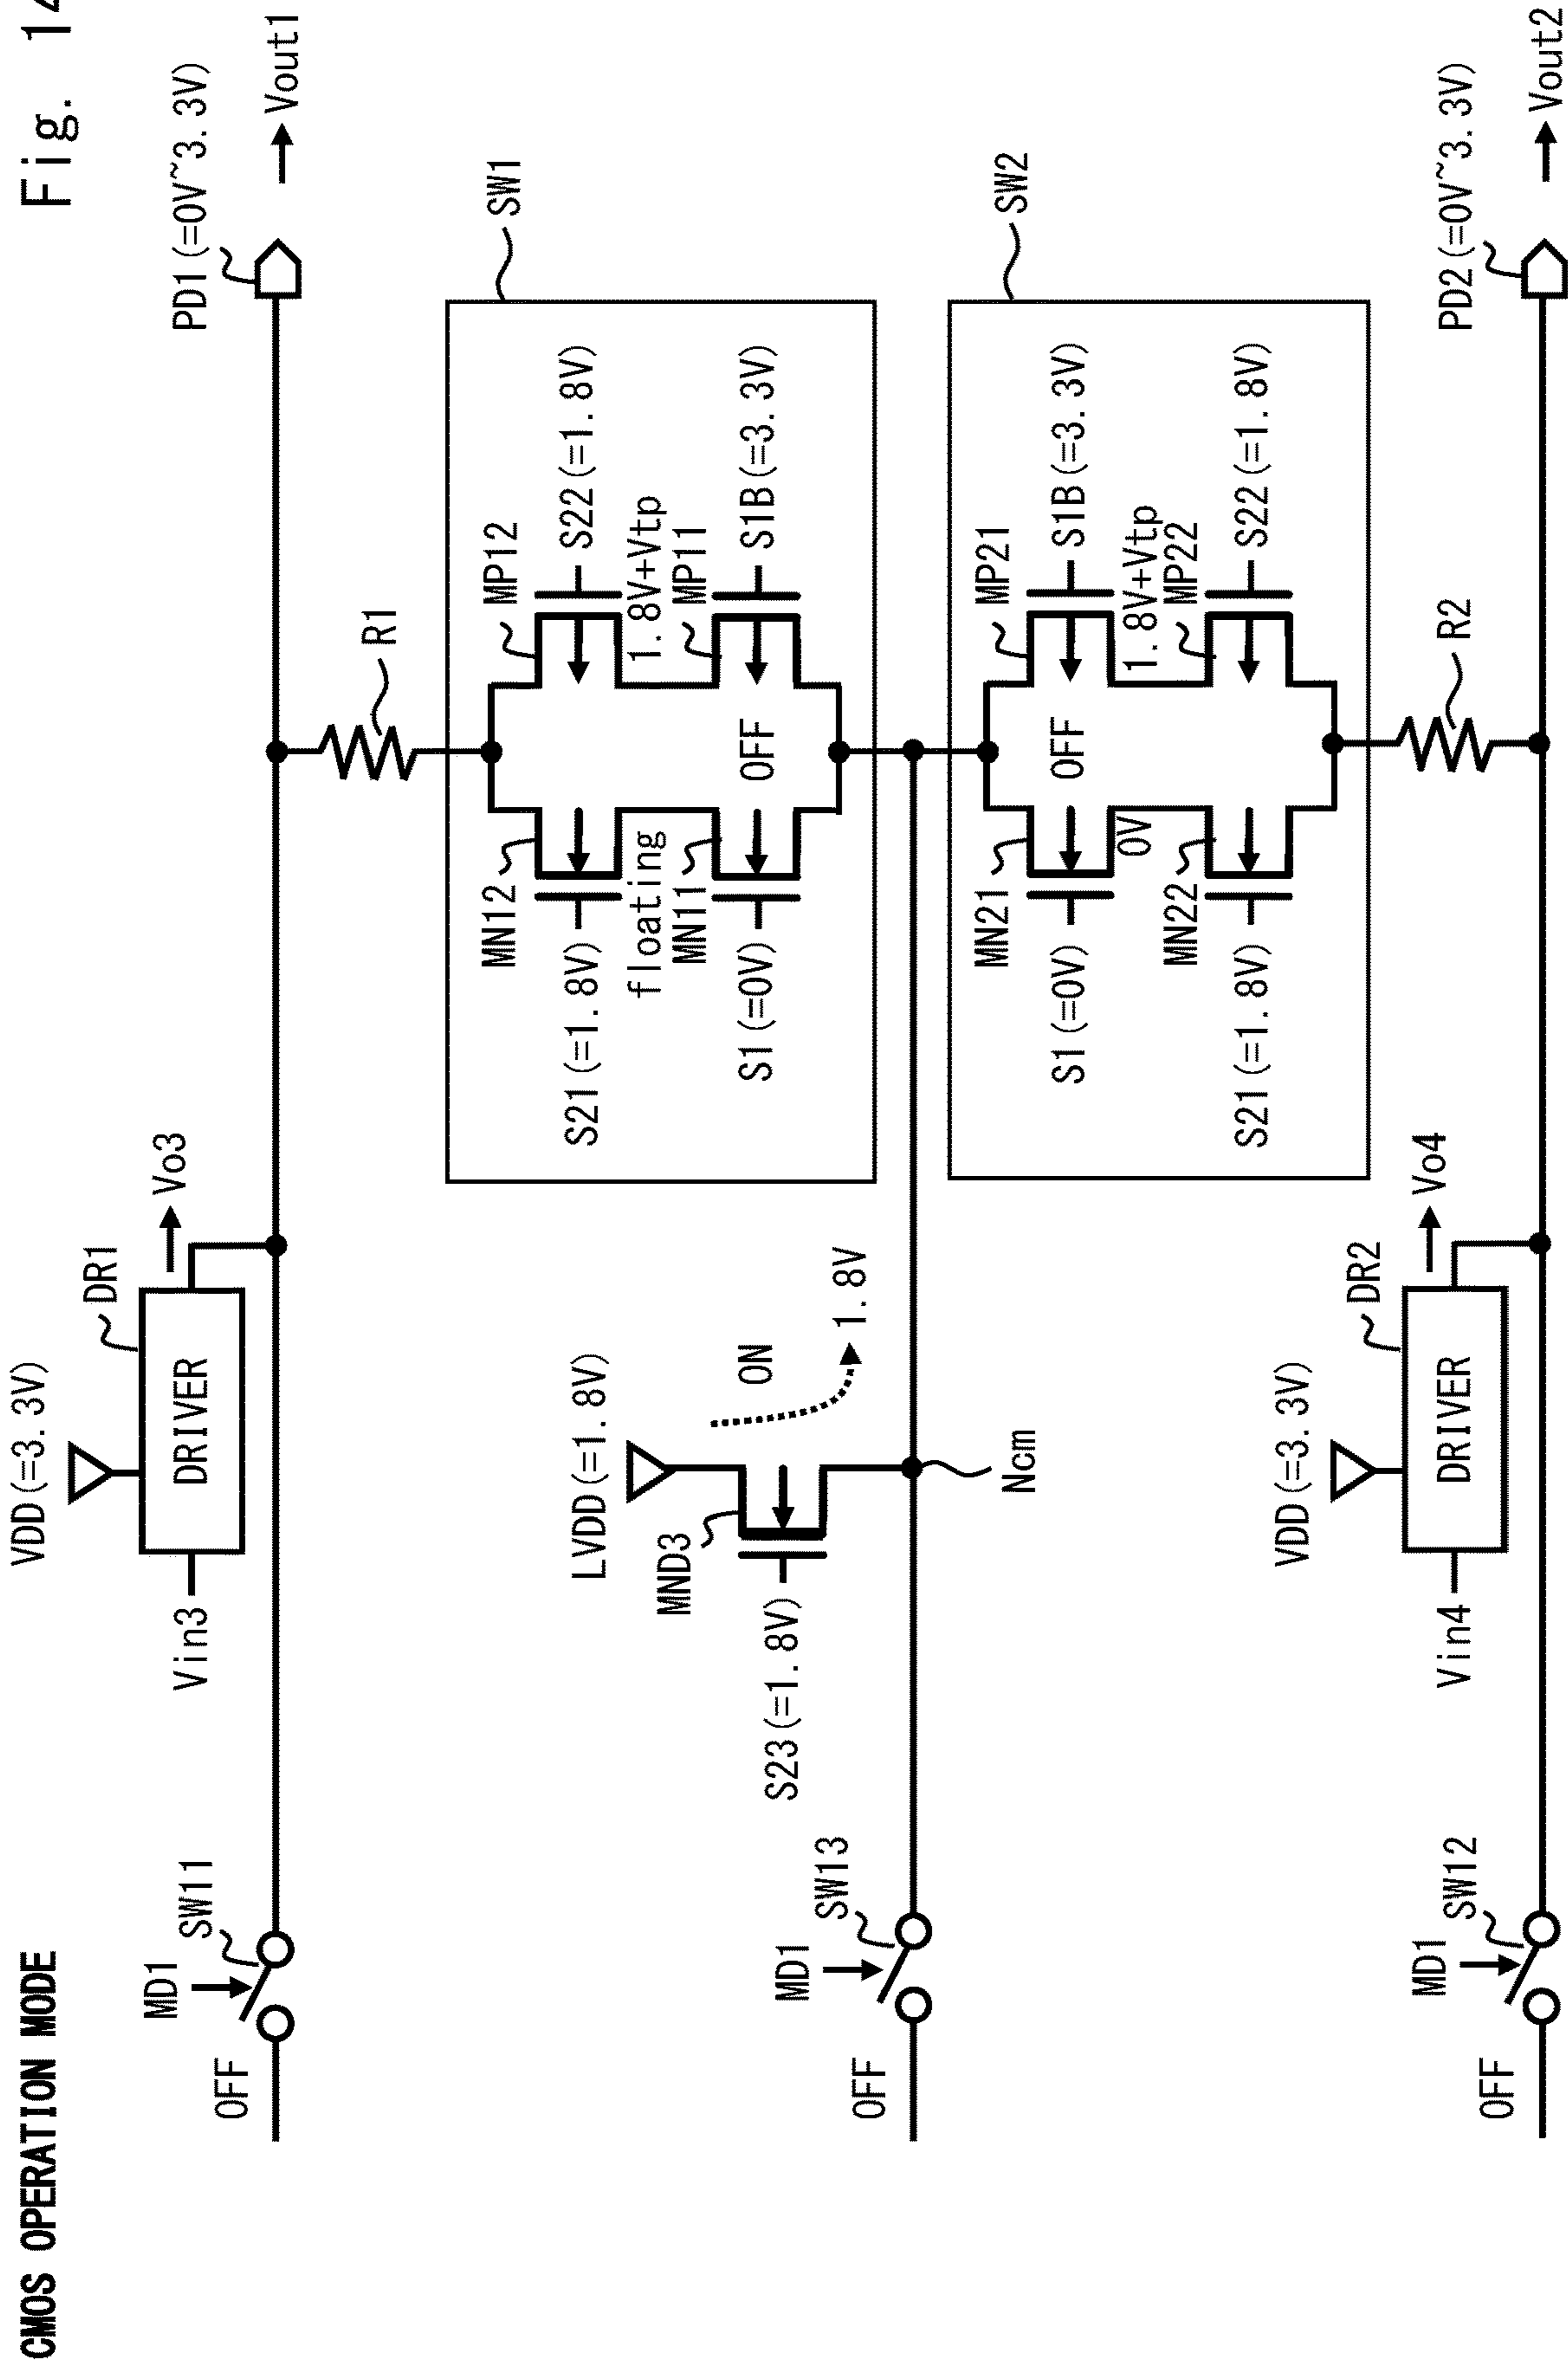 Fig. 14
CMOS OPERATION MODE
VDD(=3. 3V)
DR1
Vin3
DRIVER
Vo3
PD1(=0V~3. 3V)
Vout1
MD1
SW11
OFF
R1
SW1
MN12
MP12
S21(=1. 8V)
S22(=1. 8V)
floating
1. 8V+Vtp
MN11
MP11
S1(=0V)
OFF
S1B(=3. 3V)
LVDD(=1. 8V)
MND3
ON
S23(=1. 8V)
1. 8V
MD1
SW13
OFF
Ncm
SW2
MN21
MP21
S1(=0V)
OFF
S1B(=3. 3V)
0V
1. 8V+Vtp
MN22
MP22
S21(=1. 8V)
S22(=1. 8V)
R2
VDD(=3. 3V)
DR2
Vin4
DRIVER
Vo4
PD2(=0V~3. 3V)
Vout2
MD1
SW12
OFF